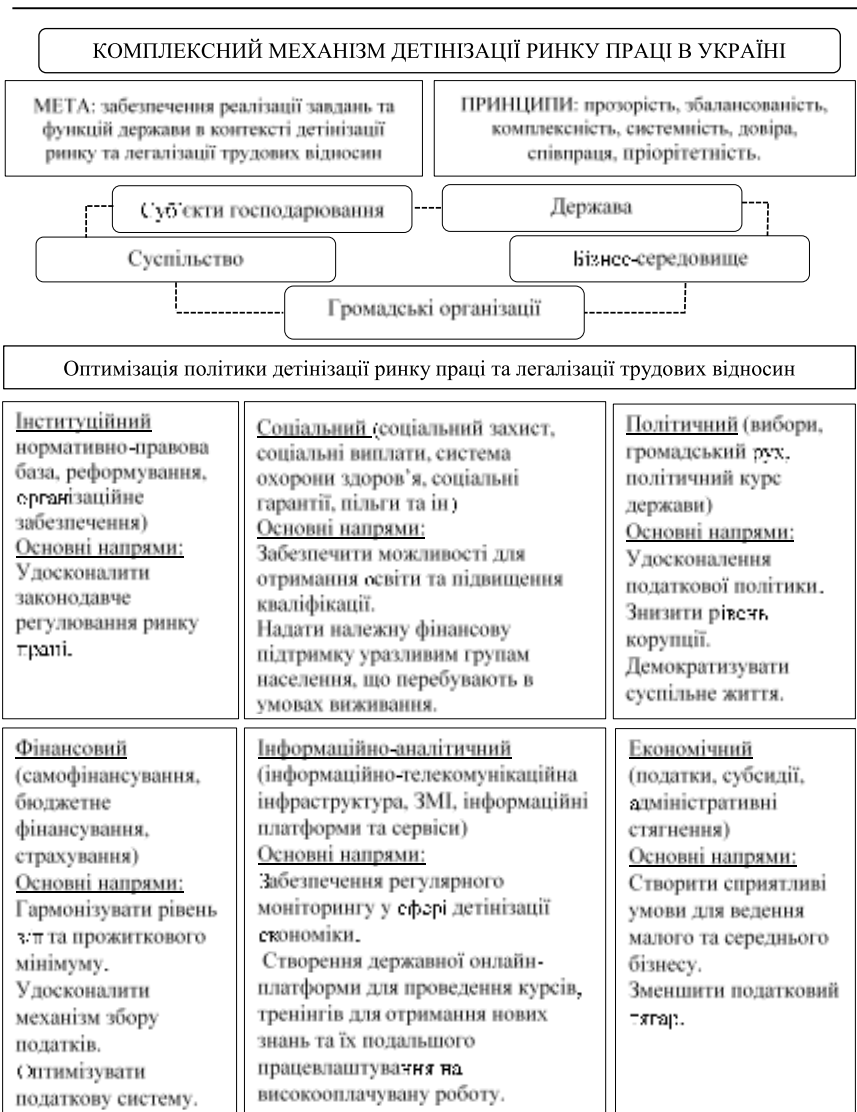 КОМПЛЕКСНИЙ МЕХАНІЗМ ДЕТІНІЗАЦІЇ РИНКУ ПРАЦІ В УКРАЇНІ
МЕТА: забезпечення реалізації завдань та
функцій держави в контексті детінізації
ринку та легалізації трудових відносин
ПРИНЦИПИ: прозорість, збалансованість,
комплексність, системність, довіра,
співпраця, пріорітетність.
Суб'єкти господарювання
Держава
Суспільство
Бізнес-середовище
Громадські організації
Оптимізація політики детінізації ринку праці та легалізації трудових відносин
Інституційний
нормативно-правова
база, реформування,
організаційне
забезпечення)
Основні напрями:
Удосконалити
законодавче
регулювання ринку
праці.
Соціальний (соціальний захист,
соціальні виплати, система
охорони здоров'я, соціальні
гарантії, пільги та ін)
Основні напрями:
Забезпечити можливості для
отримання освіти та підвищення
кваліфікації.
Надати належну фінансову
підтримку уразливим групам
населення, що перебувають в
умовах виживання.
Політичний (вибори,
громадський рух,
політичний курс
держави)
Основні напрями:
Удосконалення
податкової політики.
Знизити рівень
корупції.
Демократизувати
суспільне життя.
Фінансовий
(самофінансування,
бюджетне
фінансування,
страхування)
Основні напрями:
Гармонізувати рівень
з/п та прожиткового
мінімуму.
Удосконалити
механізм збору
податків.
Оптимізувати
податкову систему.
Інформаційно-аналітичний
(інформаційно-телекомунікаційна
інфраструктура, ЗМІ, інформаційні
платформи та сервіси)
Основні напрями:
Забезпечення регулярного
моніторингу у сфері детінізації
економіки.
Створення державної онлайн-
платформи для проведення курсів,
тренінгів для отримання нових
знань та їх подальшого
працевлаштування на
високооплачувану роботу.
Економічний
(податки, субсидії,
адміністративні
стягнення)
Основні напрями:
Створити сприятливі
умови для ведення
малого та середнього
бізнесу.
Зменшити податковий
тягар.